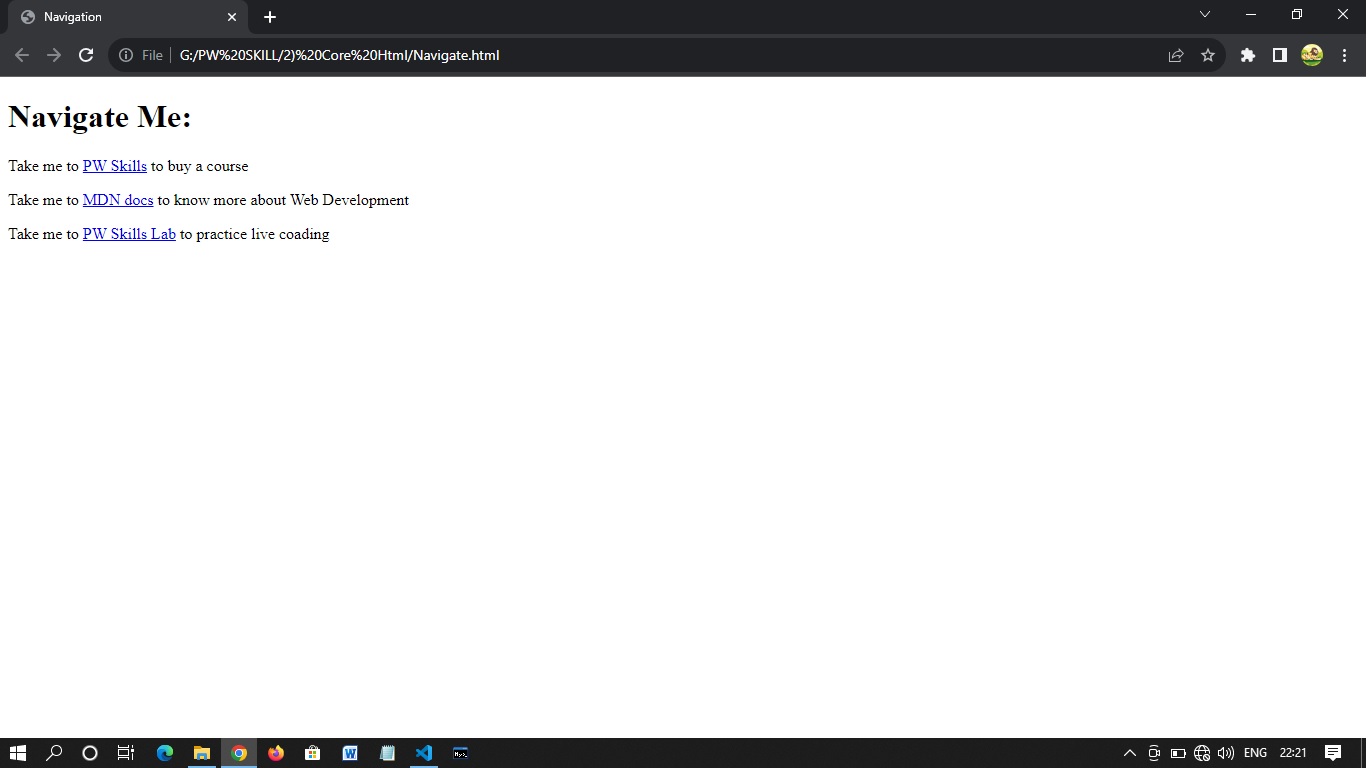 Navigation
File
G:/PW%20SKILL/2)%20Core%20Html/Navigate.html
Navigate Me:
Take me to PW Skills to buy a course
Take me to MDN docs to know more about Web Development
Take me to PW Skills Lab to practice live coading
ENG 22:21